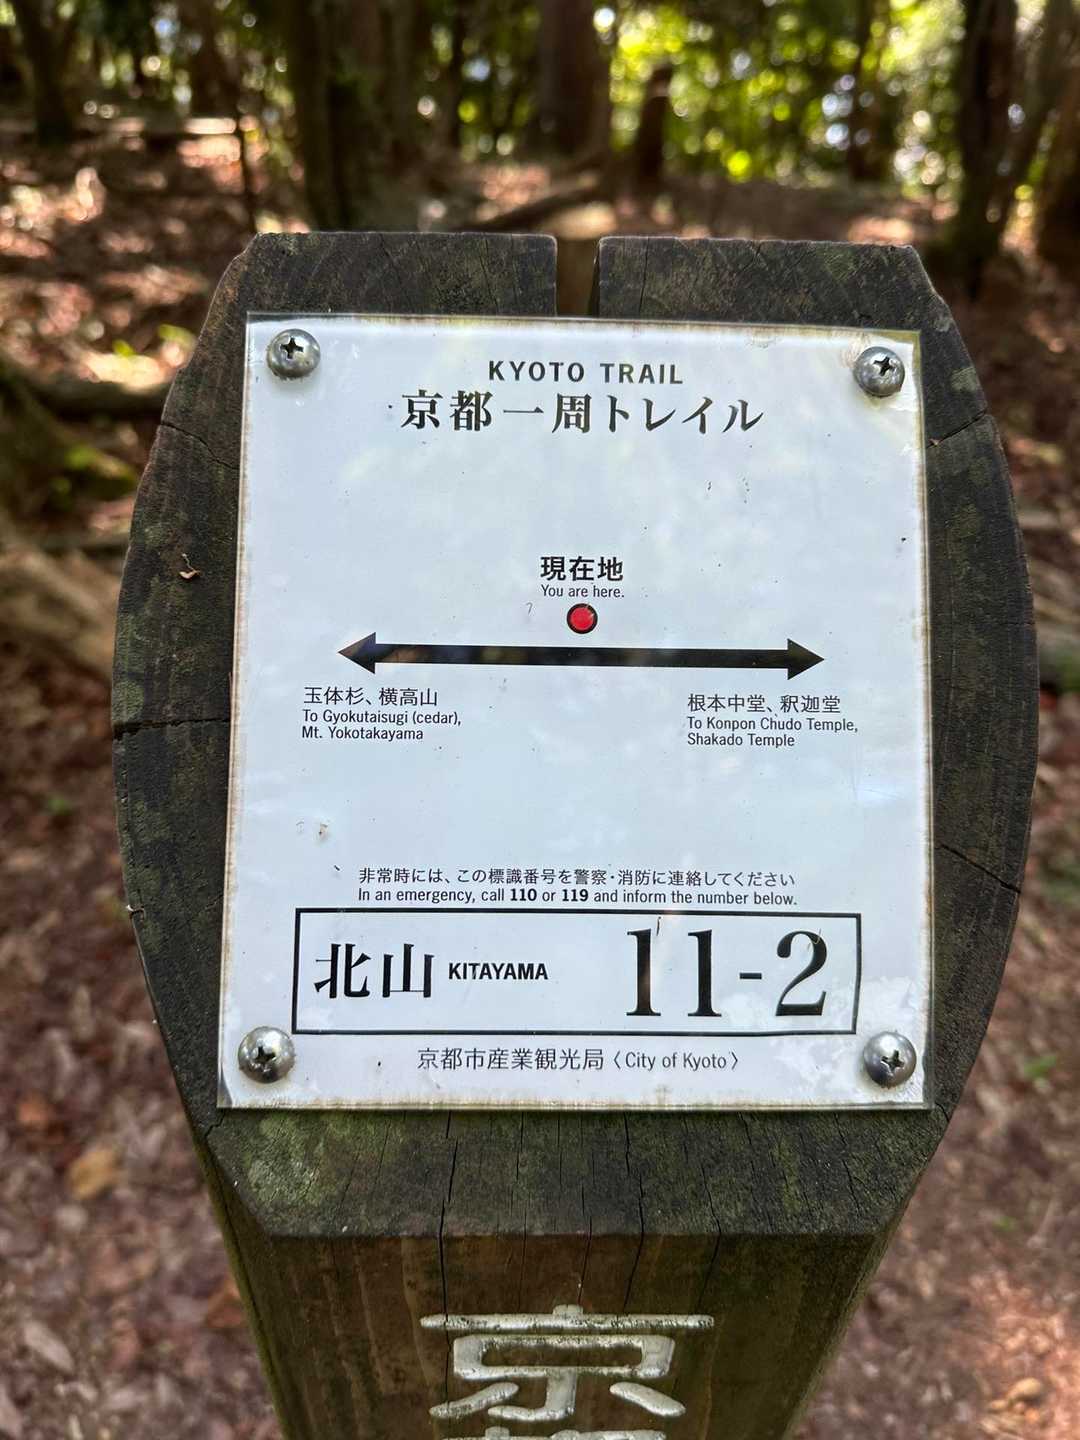 KYOTO TRAIL
京都一周トレイル
現在地
You are here.
玉体杉、横高山
To Gyokutaisugi (cedar),
Mt. Yokotakayama
根本中堂、釈迦堂
To Konpon Chudo Temple,
Shakado Temple
非常時には、この標識番号を警察・消防に連絡してください
In an emergency, call 110 or 119 and inform the number below.
北山 KITAYAMA 11-2
京都市産業観光局〈City of Kyoto〉
京